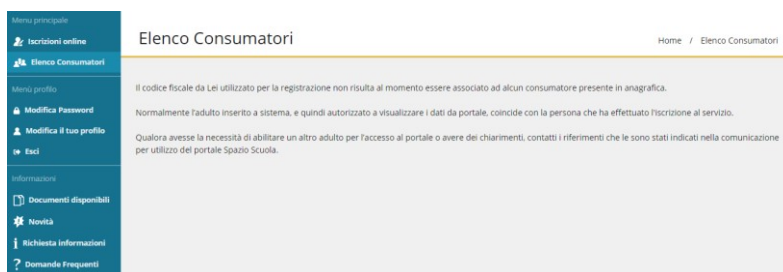 Menu principale
Iscrizioni online
Elenco Consumatori
Menù profilo
Modifica Password
Modifica il tuo profilo
Esci
Informazioni
Documenti disponibili
Novità
Richiesta informazioni
Domande Frequenti
Elenco Consumatori
Home / Elenco Consumatori
Il codice fiscale da Lei utilizzato per la registrazione non risulta al momento essere associato ad alcun consumatore presente in anagrafica.
Normalmente l'adulto inserito a sistema, e quindi autorizzato a visualizzare i dati da portale, coincide con la persona che ha effettuato l'iscrizione al servizio.
Qualora avesse la necessità di abilitare un altro adulto per l'accesso al portale o avere dei chiarimenti, contatti i riferimenti che le sono stati indicati nella comunicazione
per utilizzo del portale Spazio Scuola.